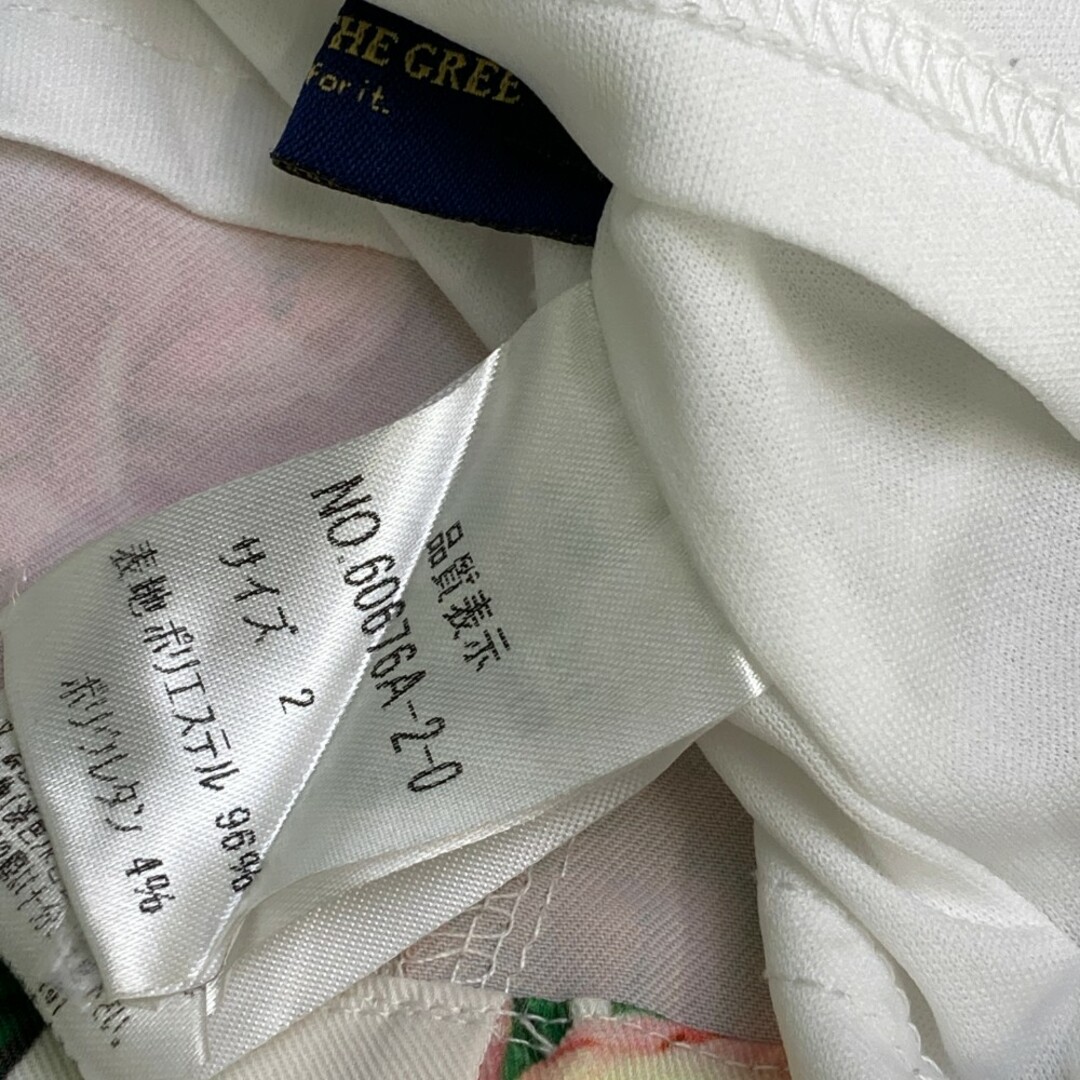 HE GREE
for it.
品質表示
NO.60676A-2-0
サイズ 2
表地 ポリエステル 96%
ポリウレタン 4%